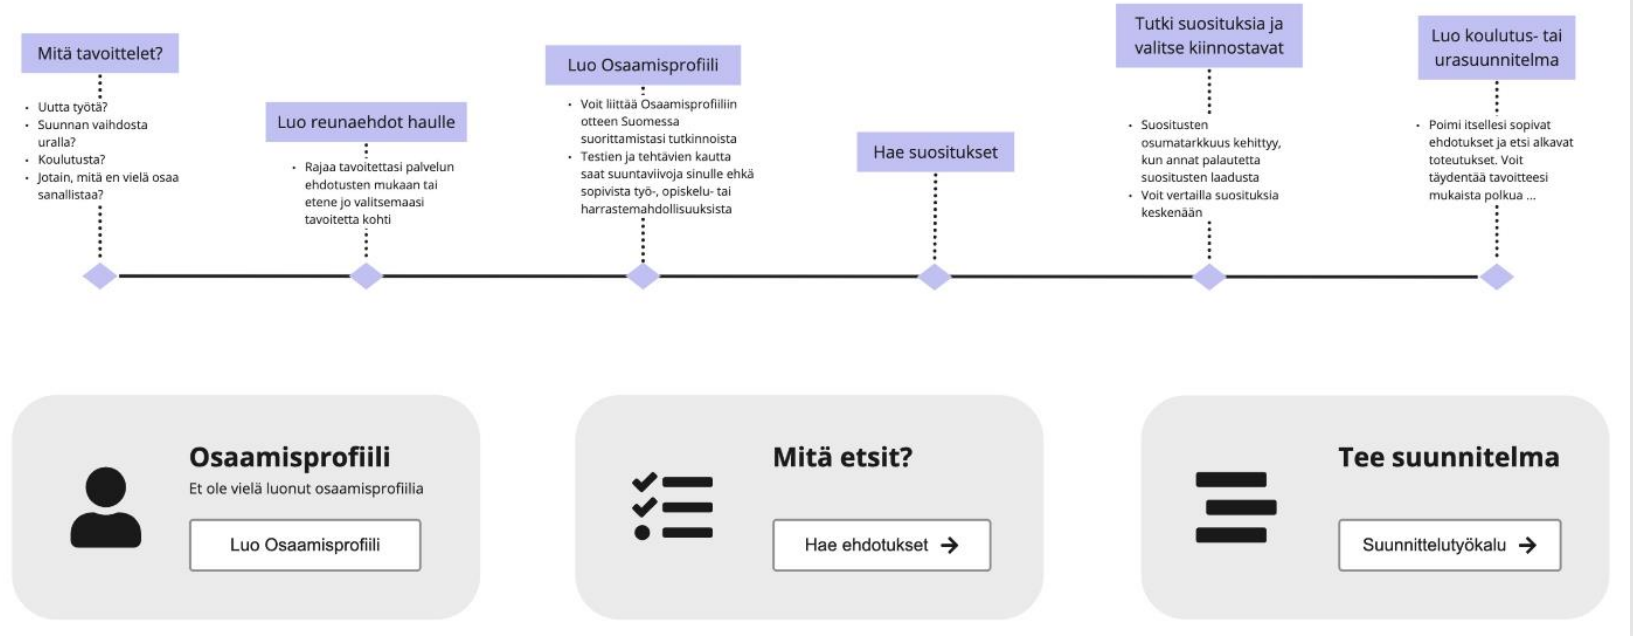 Mitä tavoittelet?
• Uutta työtä?
• Suunnan vaihdosta
uralla?
• Koulutusta?
• Jotain, mitä en vielä osaa
sanallistaa?
Luo reunaehdot haulle
• Rajaa tavoitettasi palvelun
ehdotusten mukaan tai
etene jo valitsemaasi
tavoitetta kohti
Luo Osaamisprofiili
• Voit liittää Osaamisprofiiliin
otteen Suomessa
suorittamistasi tutkinnoista
• Testien ja tehtävien kautta
saat suuntaviivoja sinulle ehkä
sopivista työ-, opiskelu- tai
harrastemahdollisuuksista
Hae suositukset
Tutki suosituksia ja
valitse kiinnostavat
• Suositusten
osumatarkkuus kehittyy,
kun annat palautetta
suositusten laadusta
• Voit vertailla suosituksia
keskenään
Luo koulutus- tai
urasuunnitelma
• Poimi itsellesi sopivat
ehdotukset ja etsi alkavat
toteutukset. Voit
täydentää tavoitteesi
mukaista polkua ...
Osaamisprofiili
Et ole vielä luonut osaamisprofiilia
Luo Osaamisprofiili
Mitä etsit?
Hae ehdotukset →
Tee suunnitelma
Suunnittelutyökalu →